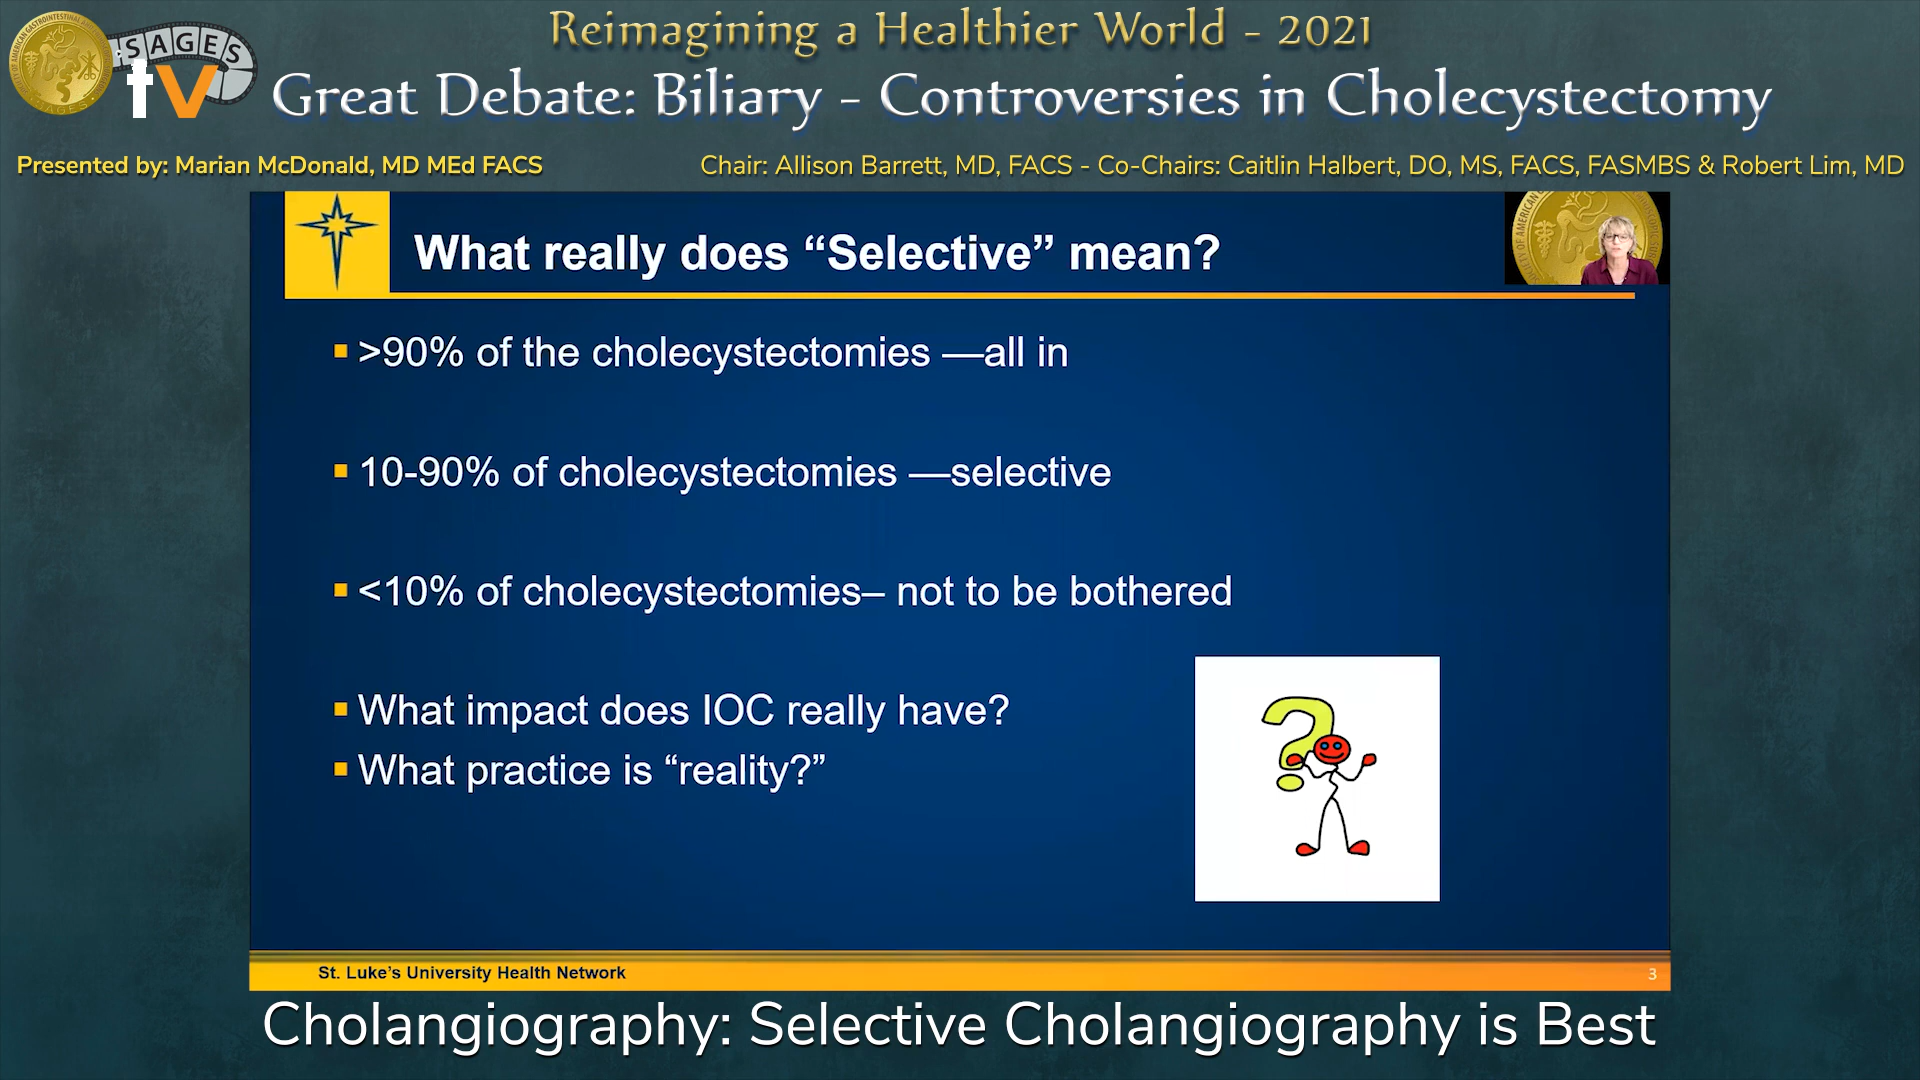 Reimagining a Healthier World - 2021
SAGES
tv
Great Debate: Biliary - Controversies in Cholecystectomy
Presented by: Marian McDonald, MD MEd FACS
Chair: Allison Barrett, MD, FACS - Co-Chairs: Caitlin Halbert, DO, MS, FACS, FASMBS & Robert Lim, MD
What really does “Selective” mean?
>90% of the cholecystectomies —all in
10-90% of cholecystectomies —selective
<10% of cholecystectomies– not to be bothered
What impact does IOC really have?
What practice is “reality?”
St. Luke's University Health Network
3
Cholangiography: Selective Cholangiography is Best